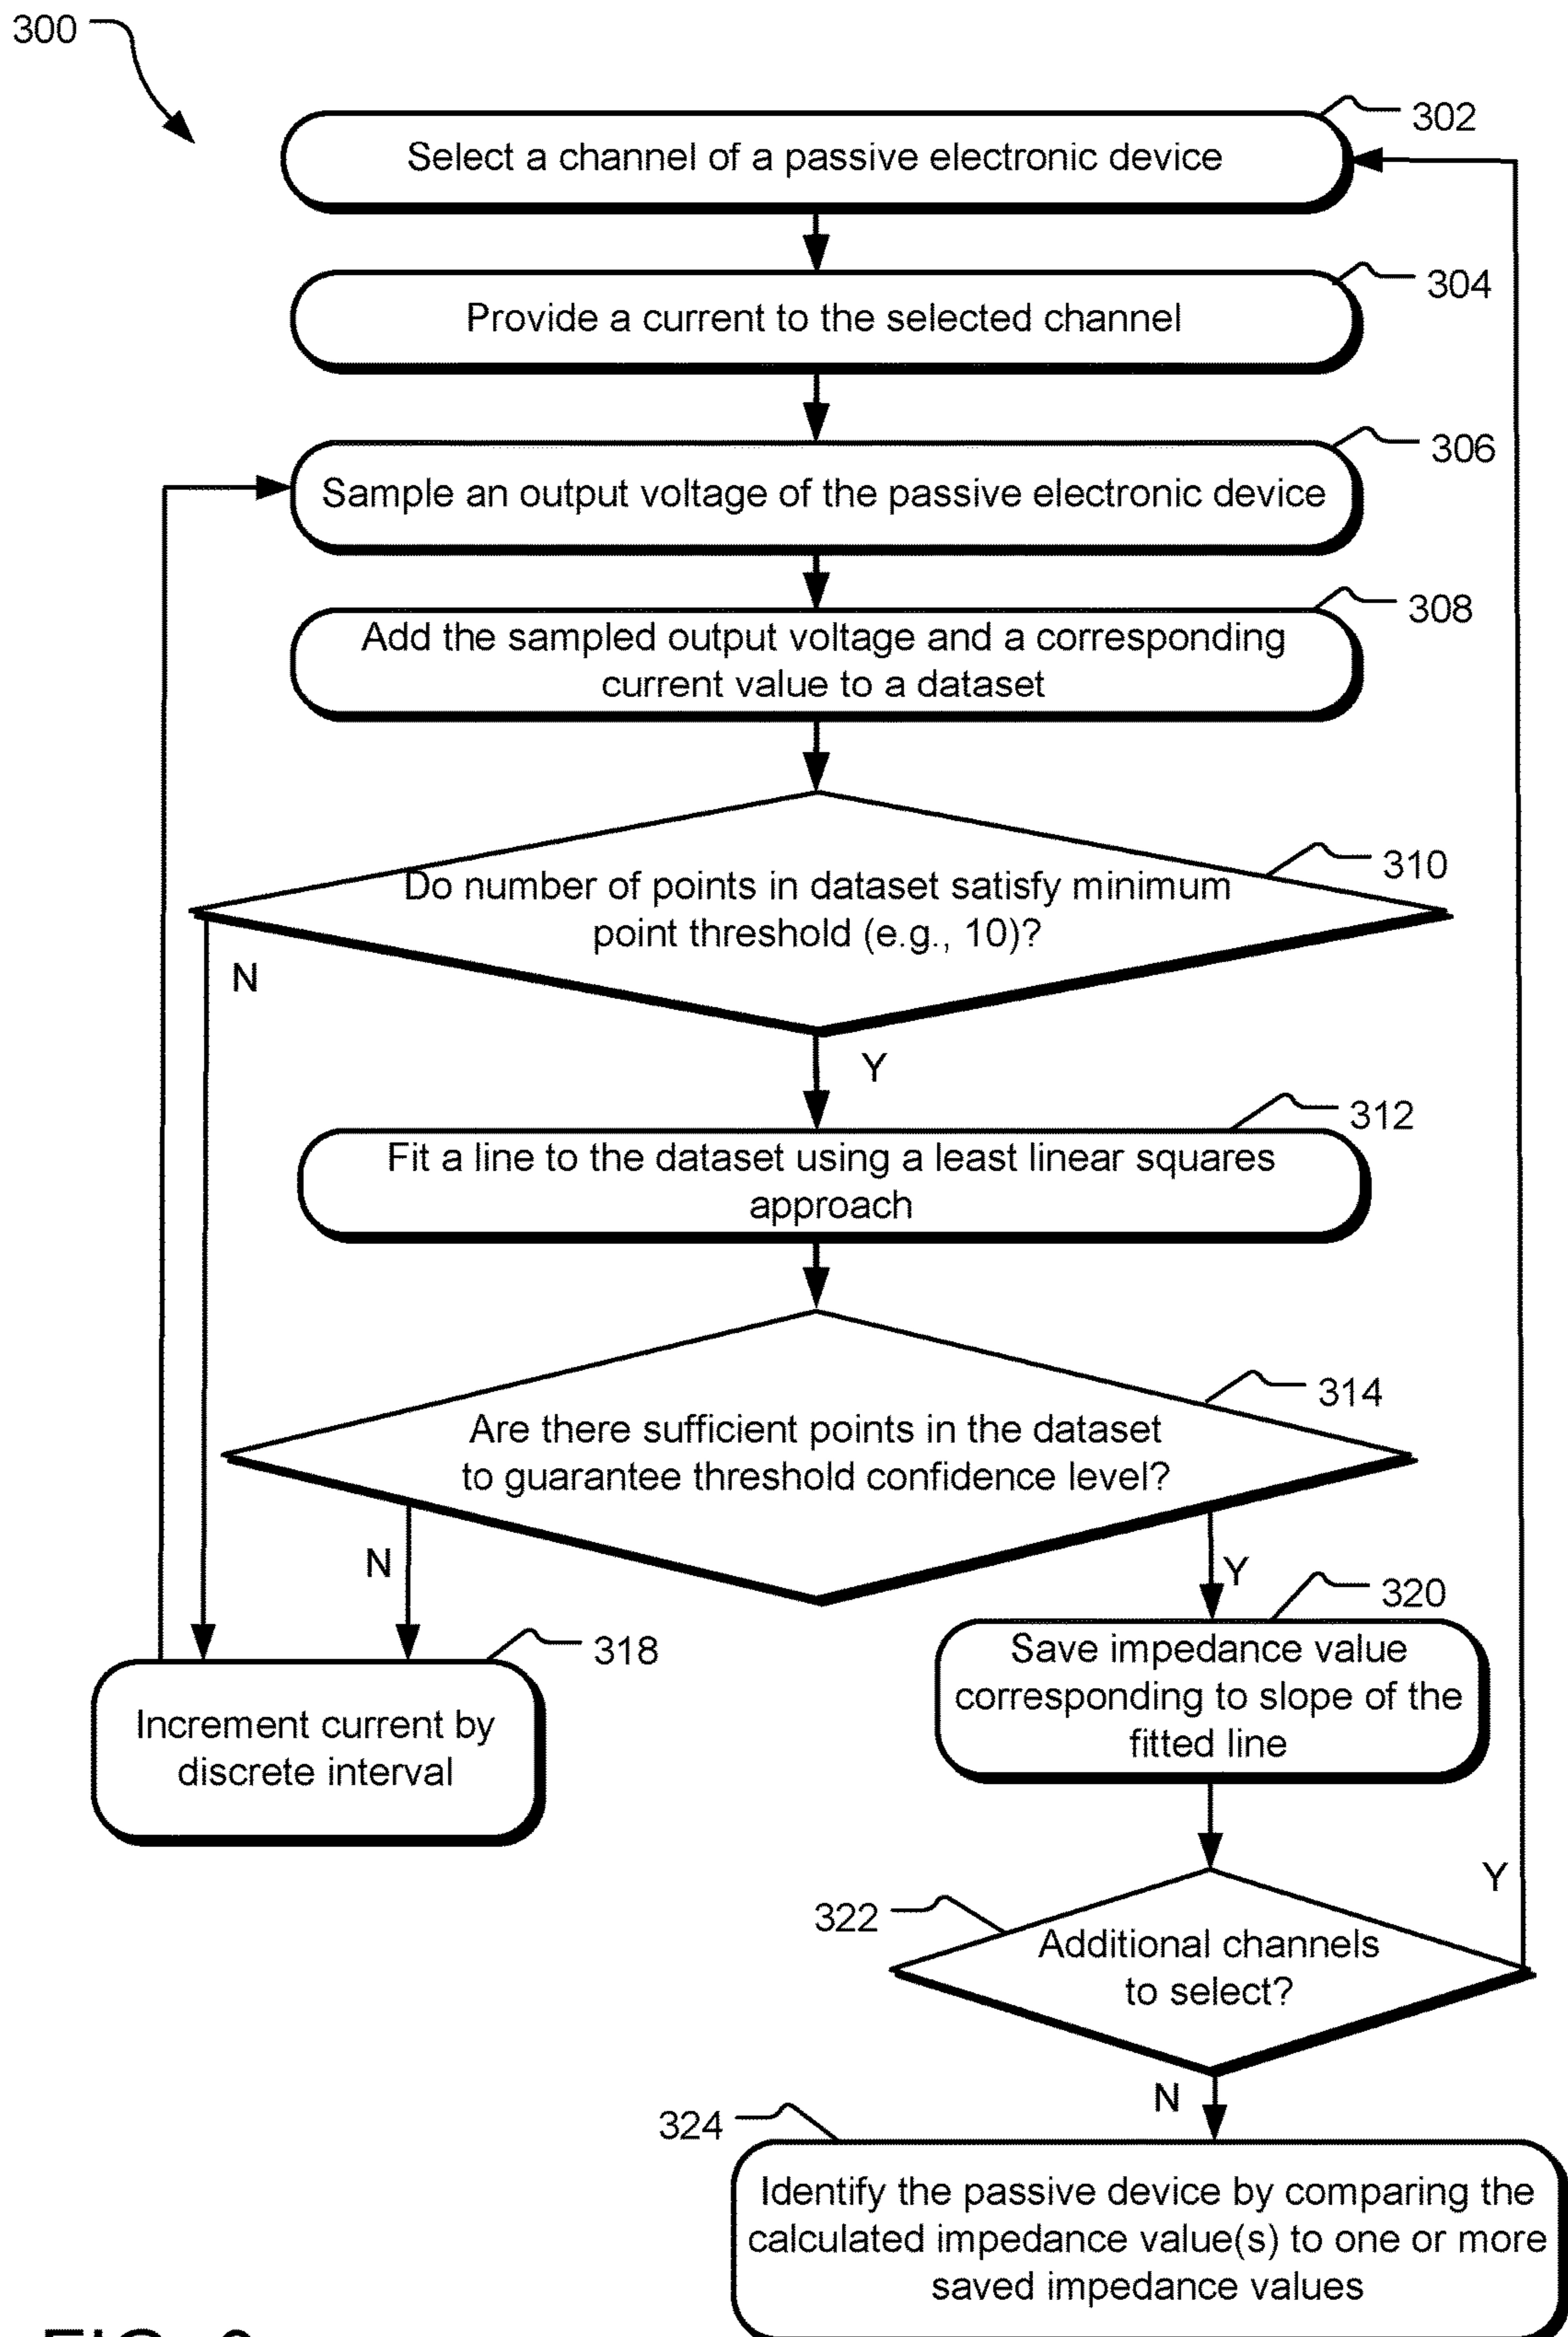 300
302
Select a channel of a passive electronic device
304
Provide a current to the selected channel
306
Sample an output voltage of the passive electronic device
308
Add the sampled output voltage and a corresponding
current value to a dataset
310
Do number of points in dataset satisfy minimum
point threshold (e.g., 10)?
N
Y
312
Fit a line to the dataset using a least linear squares
approach
314
Are there sufficient points in the dataset
to guarantee threshold confidence level?
N
Y
318
Increment current by
discrete interval
320
Save impedance value
corresponding to slope of the
fitted line
Y
322
Additional channels
to select?
N
324
Identify the passive device by comparing the
calculated impedance value(s) to one or more
saved impedance values